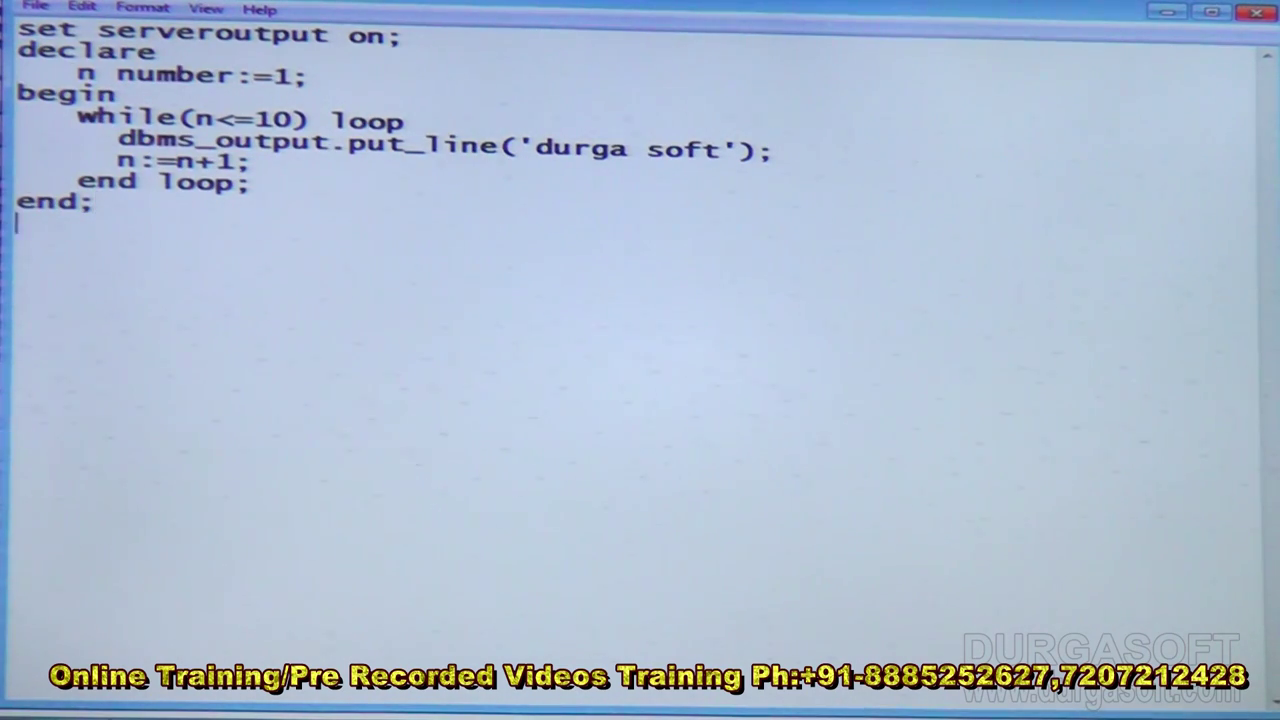 File Edit Format View Help
set serveroutput on;
declare
n number:=1;
begin
while(n<=10) loop
dbms_output.put_line('durga soft');
n:=n+1;
end loop;
end;
DURGASOFT
Online Training/Pre Recorded Videos Training Ph:+91-8885252627,7207212428
www.durgasoft.com